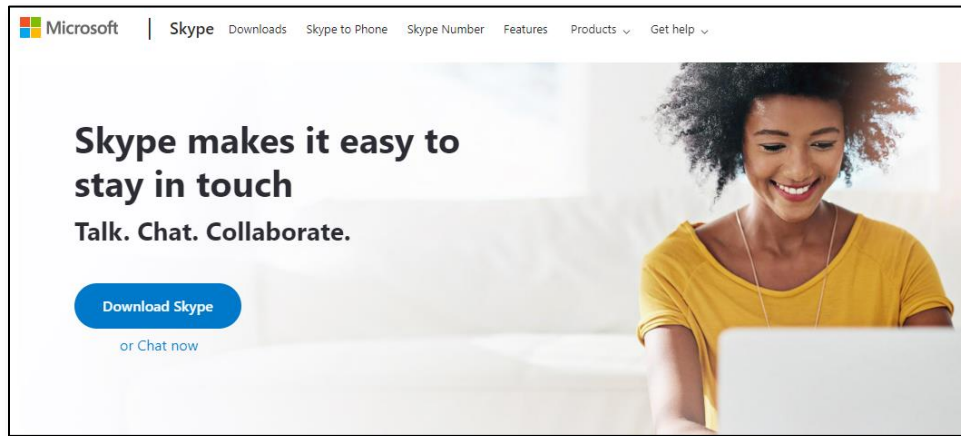 Microsoft | Skype Downloads Skype to Phone Skype Number Features Products Get help
Skype makes it easy to
stay in touch
Talk. Chat. Collaborate.
Download Skype
or Chat now